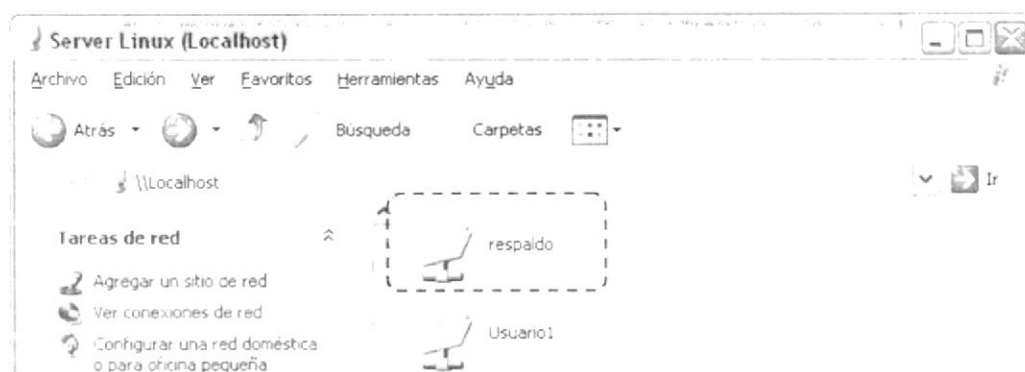 Server Linux (Localhost)
Archivo Edición Ver Favoritos Herramientas Ayuda
Atrás Búsqueda Carpetas
\\Localhost Ir
Tareas de red
respaldo
Agregar un sitio de red
Ver conexiones de red
Usuario1
Configurar una red doméstica
o para oficina pequeña